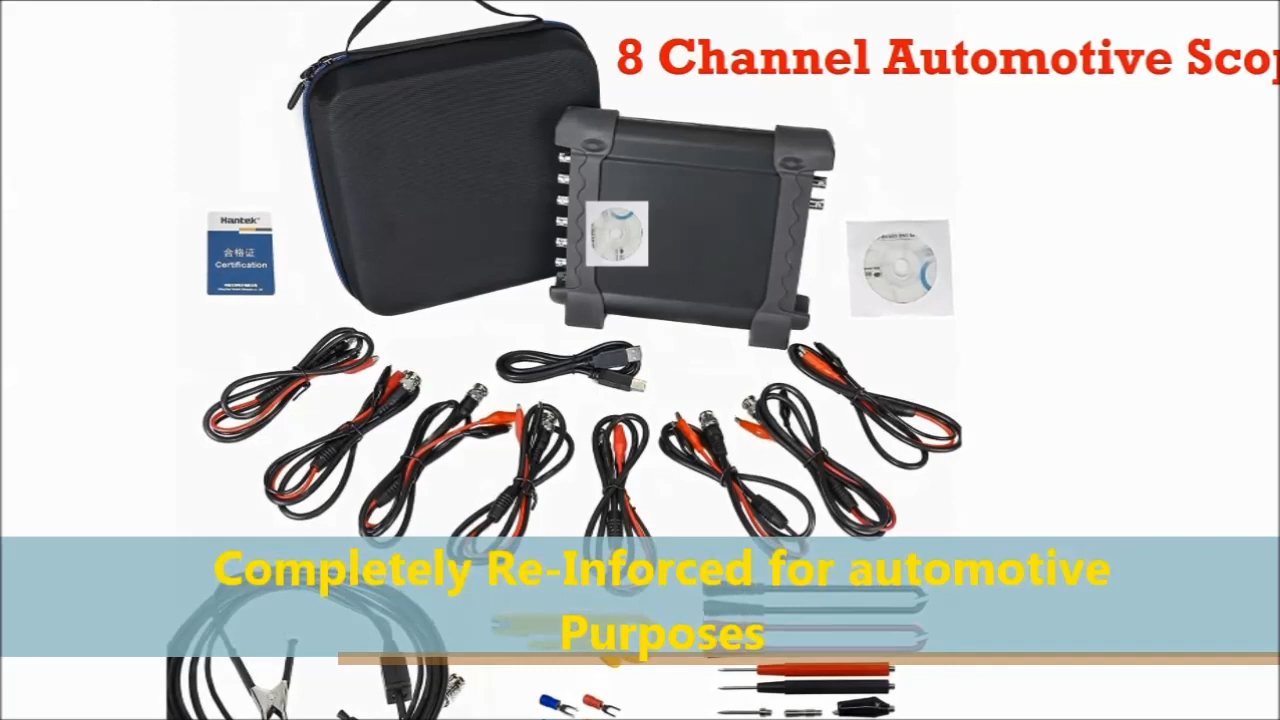 8 Channel Automotive Sco
Hantek
合格证
Certification
Completely Re-Inforced for automotive
Purposes